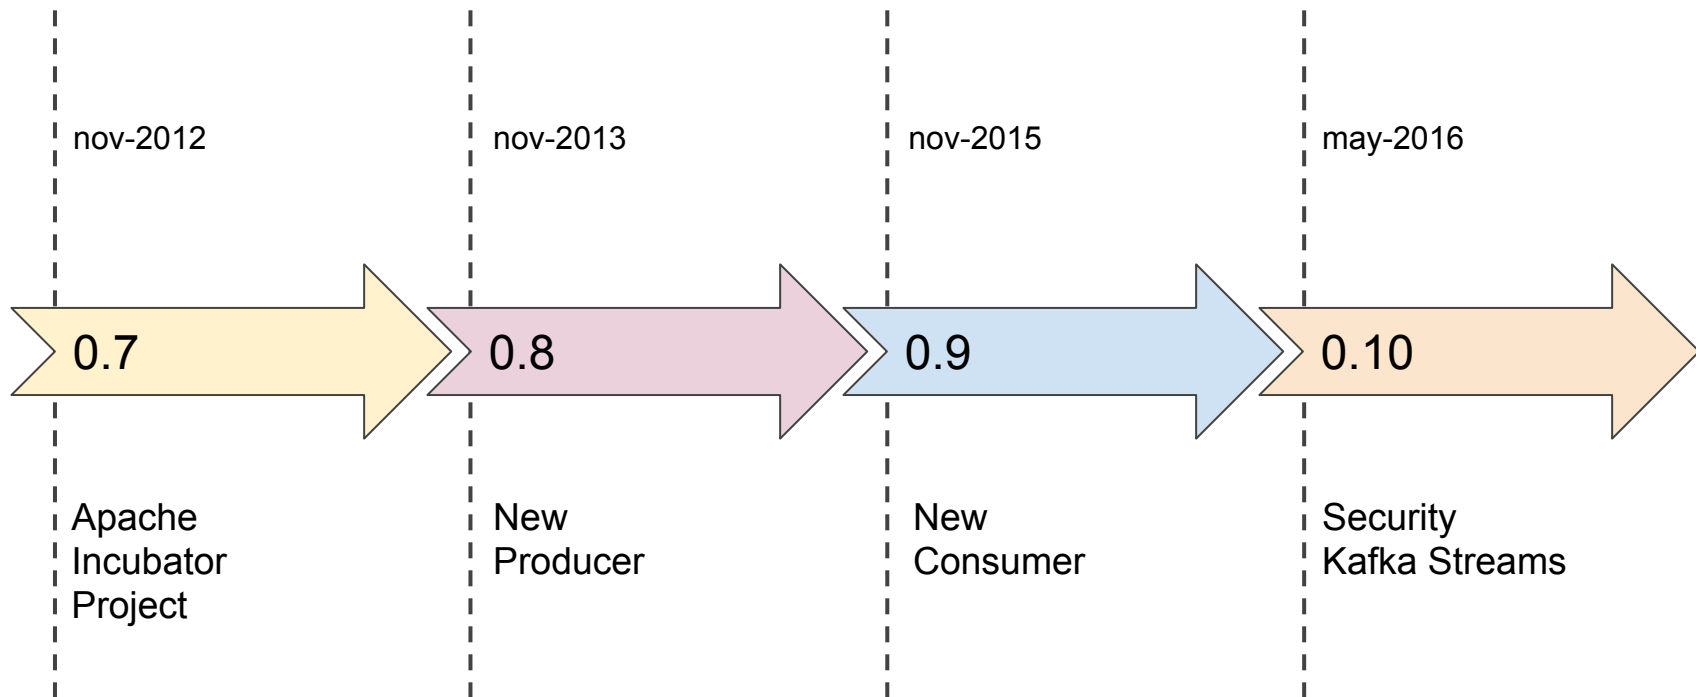 nov-2012
nov-2013
nov-2015
may-2016
0.7
0.8
0.9
0.10
Apache
Incubator
Project
New
Producer
New
Consumer
Security
Kafka Streams